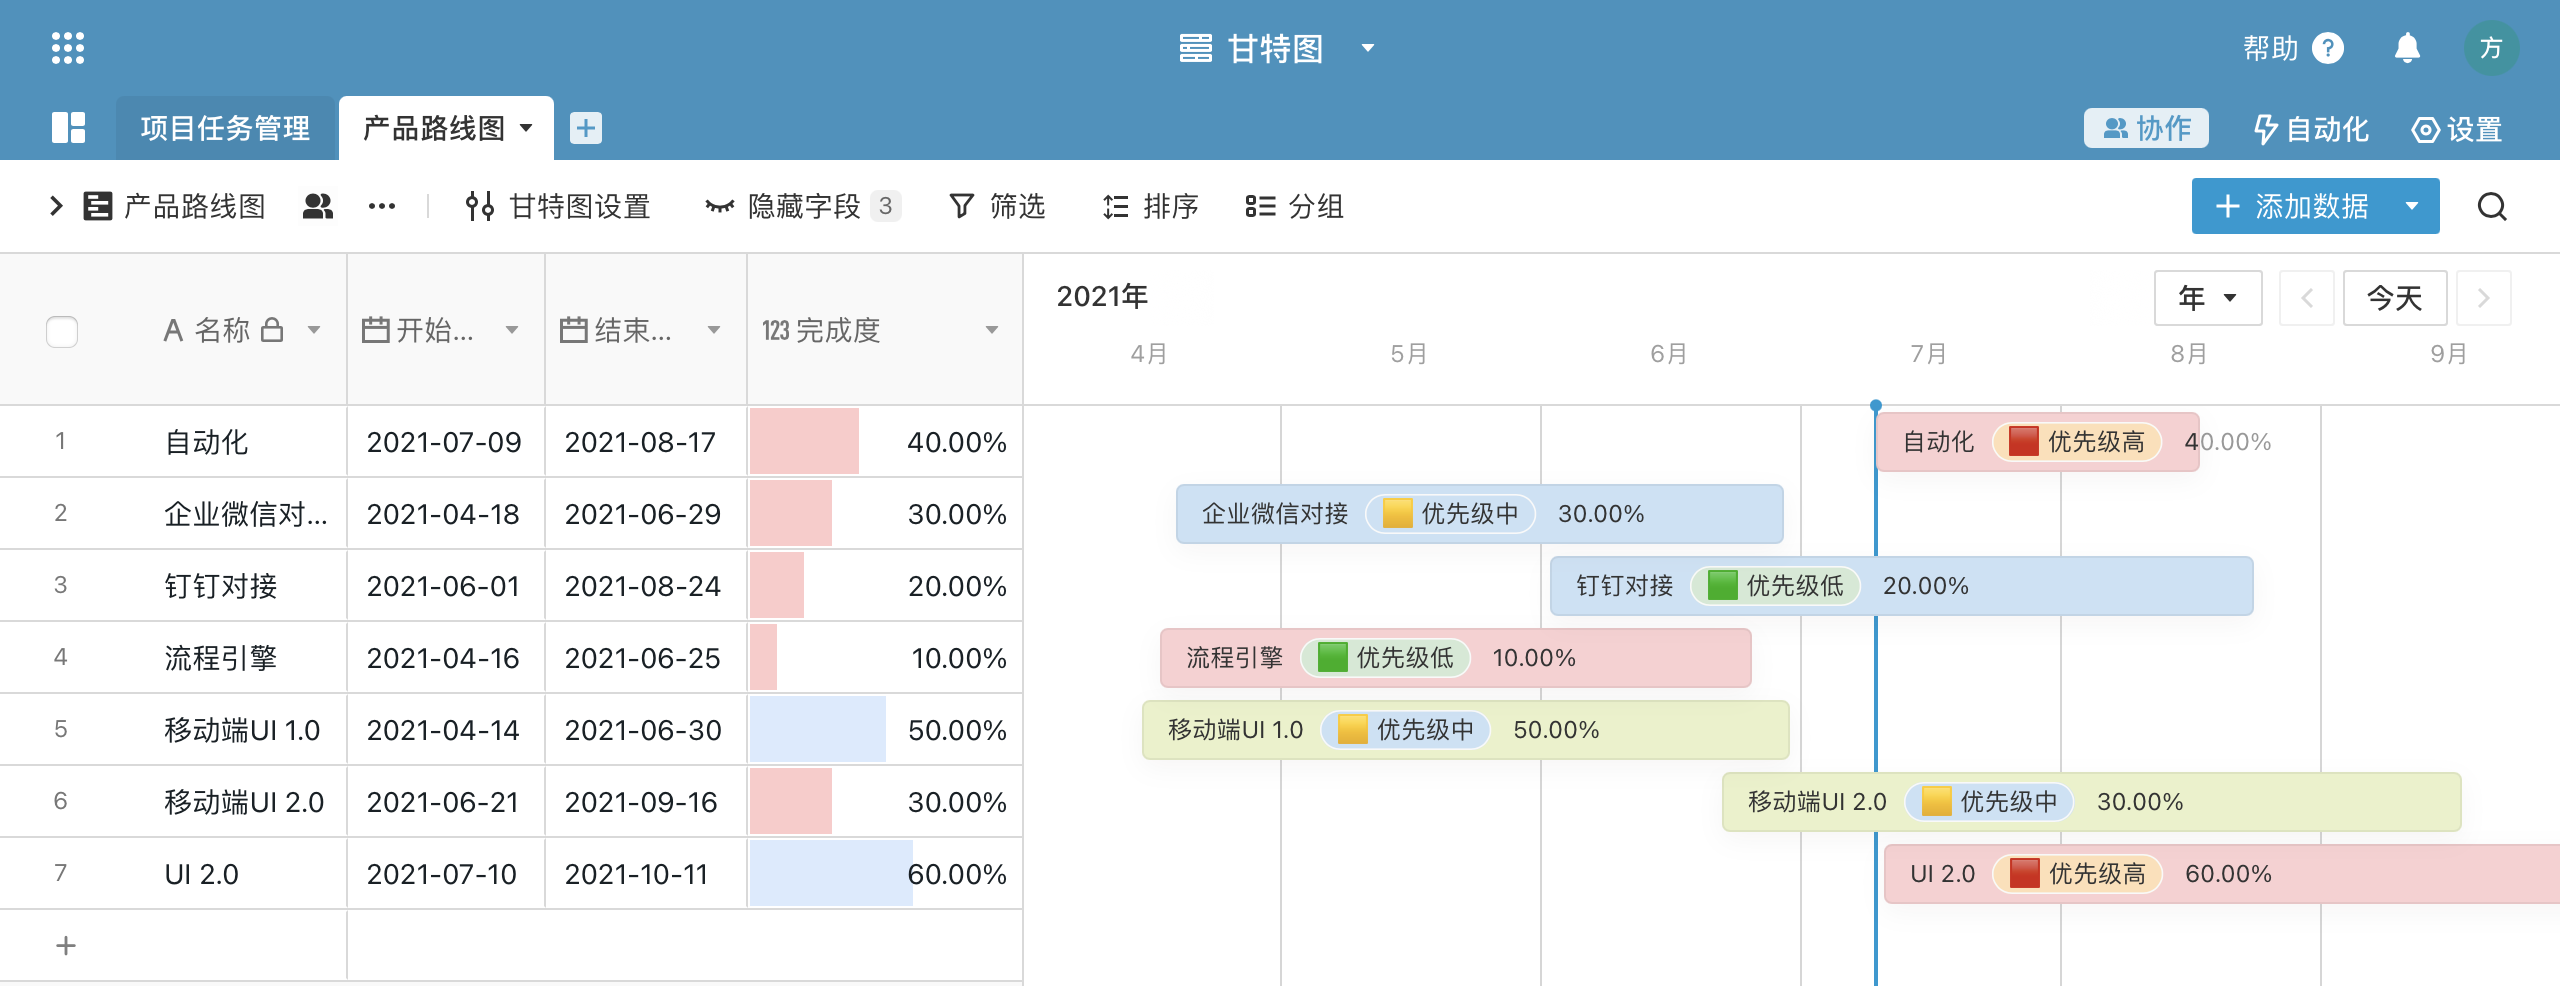 甘特图
帮助 ? 方
项目任务管理 产品路线图
协作 自动化 设置
产品路线图 甘特图设置 隐藏字段 3 筛选 排序 分组
添加数据
A 名称 开始... 结束... 123 完成度
2021年
年 今天
4月 5月 6月 7月 8月 9月
1 自动化 2021-07-09 2021-08-17 40.00%
自动化 优先级高 40.00%
2 企业微信对... 2021-04-18 2021-06-29 30.00%
企业微信对接 优先级中 30.00%
3 钉钉对接 2021-06-01 2021-08-24 20.00%
钉钉对接 优先级低 20.00%
4 流程引擎 2021-04-16 2021-06-25 10.00%
流程引擎 优先级低 10.00%
5 移动端UI 1.0 2021-04-14 2021-06-30 50.00%
移动端UI 1.0 优先级中 50.00%
6 移动端UI 2.0 2021-06-21 2021-09-16 30.00%
移动端UI 2.0 优先级中 30.00%
7 UI 2.0 2021-07-10 2021-10-11 60.00%
UI 2.0 优先级高 60.00%